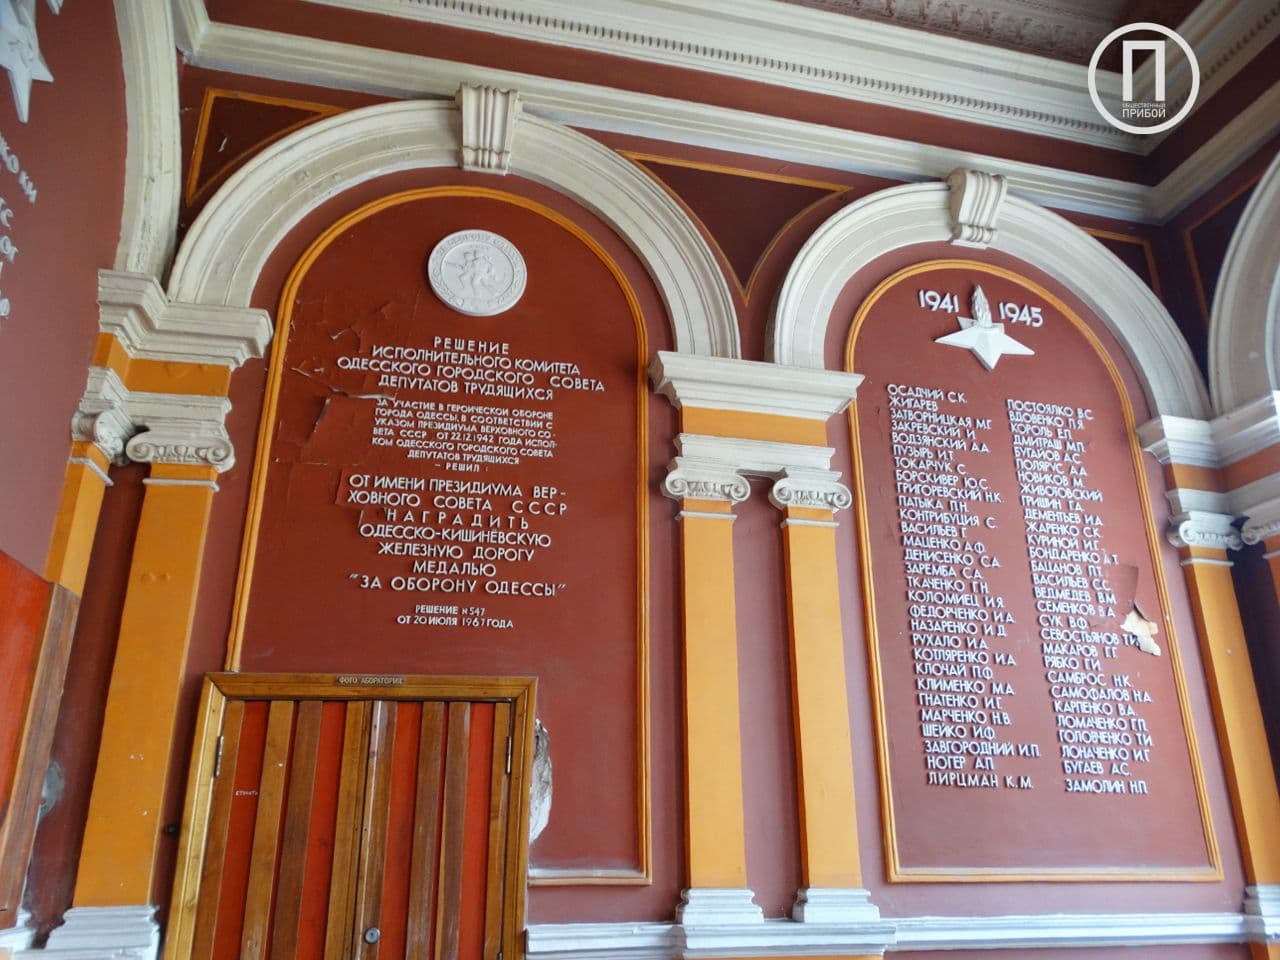 П
ОБЩЕСТВЕННЫЙ
ПРИБОЙ
РЕШЕНИЕ
ИСПОЛНИТЕЛЬНОГО КОМИТЕТА
ОДЕССКОГО ГОРОДСКОГО СОВЕТА
ДЕПУТАТОВ ТРУДЯЩИХСЯ
ЗА УЧАСТИЕ В ГЕРОИЧЕСКОЙ ОБОРОНЕ
ГОРОДА ОДЕССЫ, В СООТВЕТСТВИИ С
УКАЗОМ ПРЕЗИДИУМА ВЕРХОВНОГО СО-
ВЕТА СССР ОТ 22.12.1942 ГОДА ИСПОЛ-
КОМ ОДЕССКОГО ГОРОДСКОГО СОВЕТА
ДЕПУТАТОВ ТРУДЯЩИХСЯ
- РЕШИЛ:
ОТ ИМЕНИ ПРЕЗИДИУМА ВЕР-
ХОВНОГО СОВЕТА СССР
НАГРАДИТЬ
ОДЕССКО-КИШИНЁВСКУЮ
ЖЕЛЕЗНУЮ ДОРОГУ
МЕДАЛЬЮ
"ЗА ОБОРОНУ ОДЕССЫ"
РЕШЕНИЕ №547
ОТ 20 ИЮЛЯ 1967 ГОДА
1941 1945
ОСАДЧИЙ С.К.
ЖИГАРЕВ
ЗАТВОРНИЦКАЯ М.Г.
ЗАКРЕВСКИЙ И.
ВОДЗЯНСКИЙ А.Г.
ПУЗЫРЬ И.Т.
ТОКАРЧУК С.
БОРСКИВЕР Ю.С.
ГРИГОРЕВСКИЙ Н.К.
ПАТЫКА П.Н.
КОНТРИБУЦИЯ С.
ВАСИЛЬЕВ Г.
МАЦЕНКО А.Ф.
ДЕНИСЕНКО С.А.
ЗАРЕМБА С.А.
ТКАЧЕНКО Г.Н.
КОЛОМИЕЦ И.Я.
ФЕДОРЧЕНКО И.А.
НАЗАРЕНКО И.Д.
РУХАЛО И.А.
КОТЛЯРЕНКО И.А.
КЛОЧАЙ П.Ф.
КЛИМЕНКО М.А.
ГНАТЕНКО И.Г.
МАРЧЕНКО Н.В.
ШЕЙКО И.Ф.
ЗАВГОРОДНИЙ И.П.
НОГЕР А.П.
ЛИРЦМАН К.М.
ПОСТОЯЛКО В.С.
ВДОВЕНКО П.Я.
КОРОЛЬ Е.П.
ДМИТРАШ М.П.
БУГАЙОВ А.С.
ПОЛЯРУС А.А.
НОВИКОВ М.
ЖИВОТОВСКИЙ
ГРИШИН Г.А.
ДЕМЕНТЬЕВ И.А.
ЖАРЕНКО С.К.
КУРИНОЙ М.Г.
БОНДАРЕНКО А.Т.
БАЦАНОВ П.Т.
ВАСИЛЬЕВ С.С.
ВЕДМЕДЕВ В.М.
СЕМЕНКОВ В.А.
СУК В.Ф.
СЕВОСТЬЯНОВ Т.И.
МАКАРОВ Г.Г.
РЯБКО Г.И.
САМБРОС Н.К.
САМОФАЛОВ Н.А.
КАРПЕНКО В.А.
ЛОМАЧЕНКО Г.П.
ГОЛОВЧЕНКО Т.И.
ЛОНАЧЕНКО И.Г.
БУГАЕВ А.С.
ЗАМОЛИН Н.П.
ФОТО